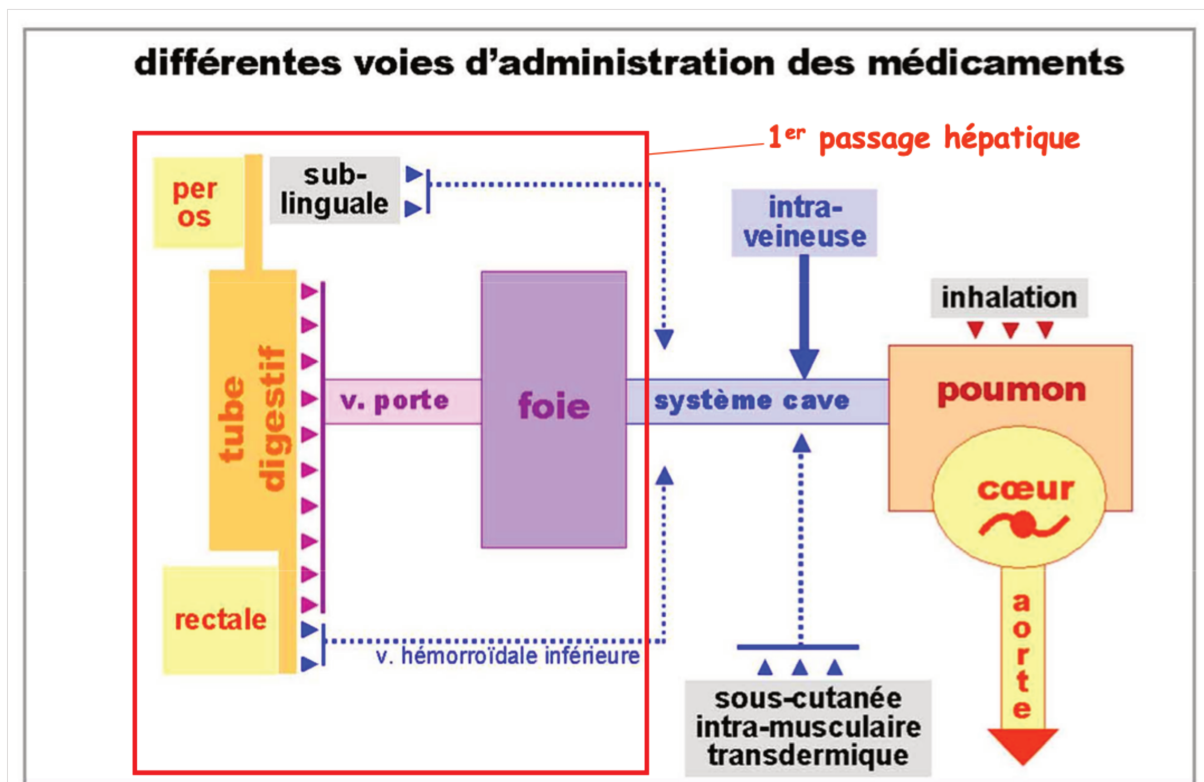 différentes voies d'administration des médicaments
1er passage hépatique
per
os
sub-
linguale
intra-
veineuse
inhalation
tube
digestif
v. porte
foie
système cave
poumon
cœur
rectale
v. hémorroïdale inférieure
aorte
sous-cutanée
intra-musculaire
transdermique